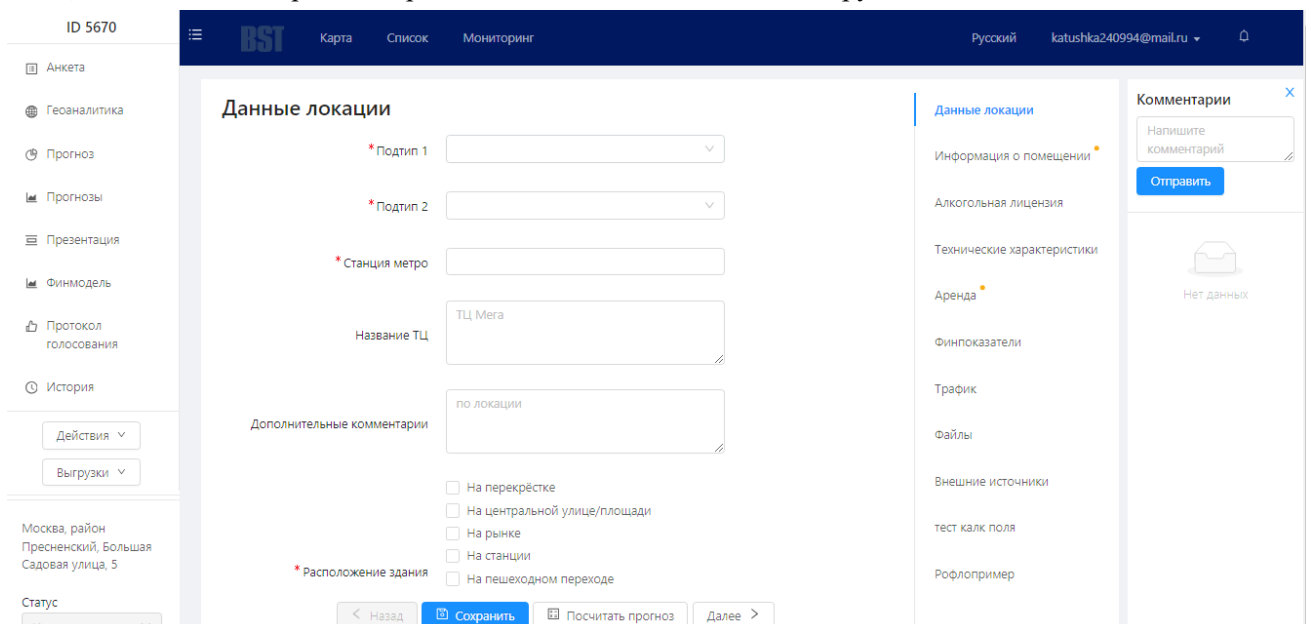 ID 5670
Анкета
Геоаналитика
Прогноз
Прогнозы
Презентация
Финмодель
Протокол
голосования
История
Действия
Выгрузки
Москва, район
Пресненский, Большая
Садовая улица, 5
Статус
BST
Карта Список Мониторинг
Русский katushka240994@mail.ru
Данные локации
* Подтип 1
* Подтип 2
* Станция метро
Название ТЦ
ТЦ Мега
Дополнительные комментарии
по локации
* Расположение здания
На перекрёстке
На центральной улице/площади
На рынке
На станции
На пешеходном переходе
< Назад Сохранить Посчитать прогноз Далее >
Данные локации
Информация о помещении
Алкогольная лицензия
Технические характеристики
Аренда
Финпоказатели
Трафик
Файлы
Внешние источники
тест калк поля
Рофлопример
Комментарии X
Напишите
комментарий
Отправить
Нет данных